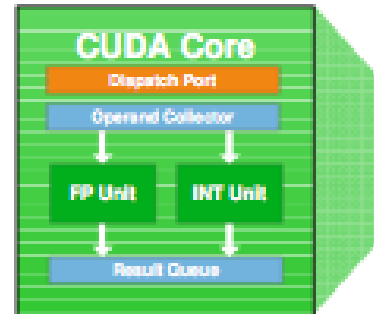 CUDA Core
Dispatch Port
Operand Collector
FP Unit INT Unit
Result Queue